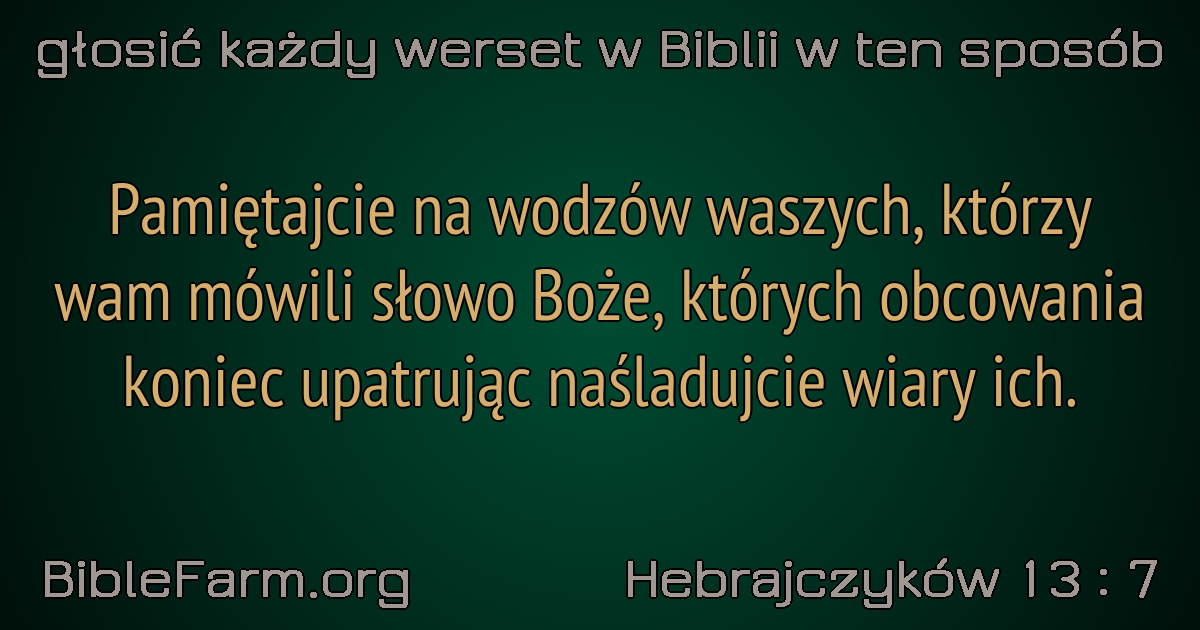 głosić każdy werset w Biblii w ten sposób
Pamiętajcie na wodzów waszych, którzy
wam mówili słowo Boże, których obcowania
koniec upatrując naśladujcie wiary ich.
BibleFarm.org
Hebrajczyków 13 : 7